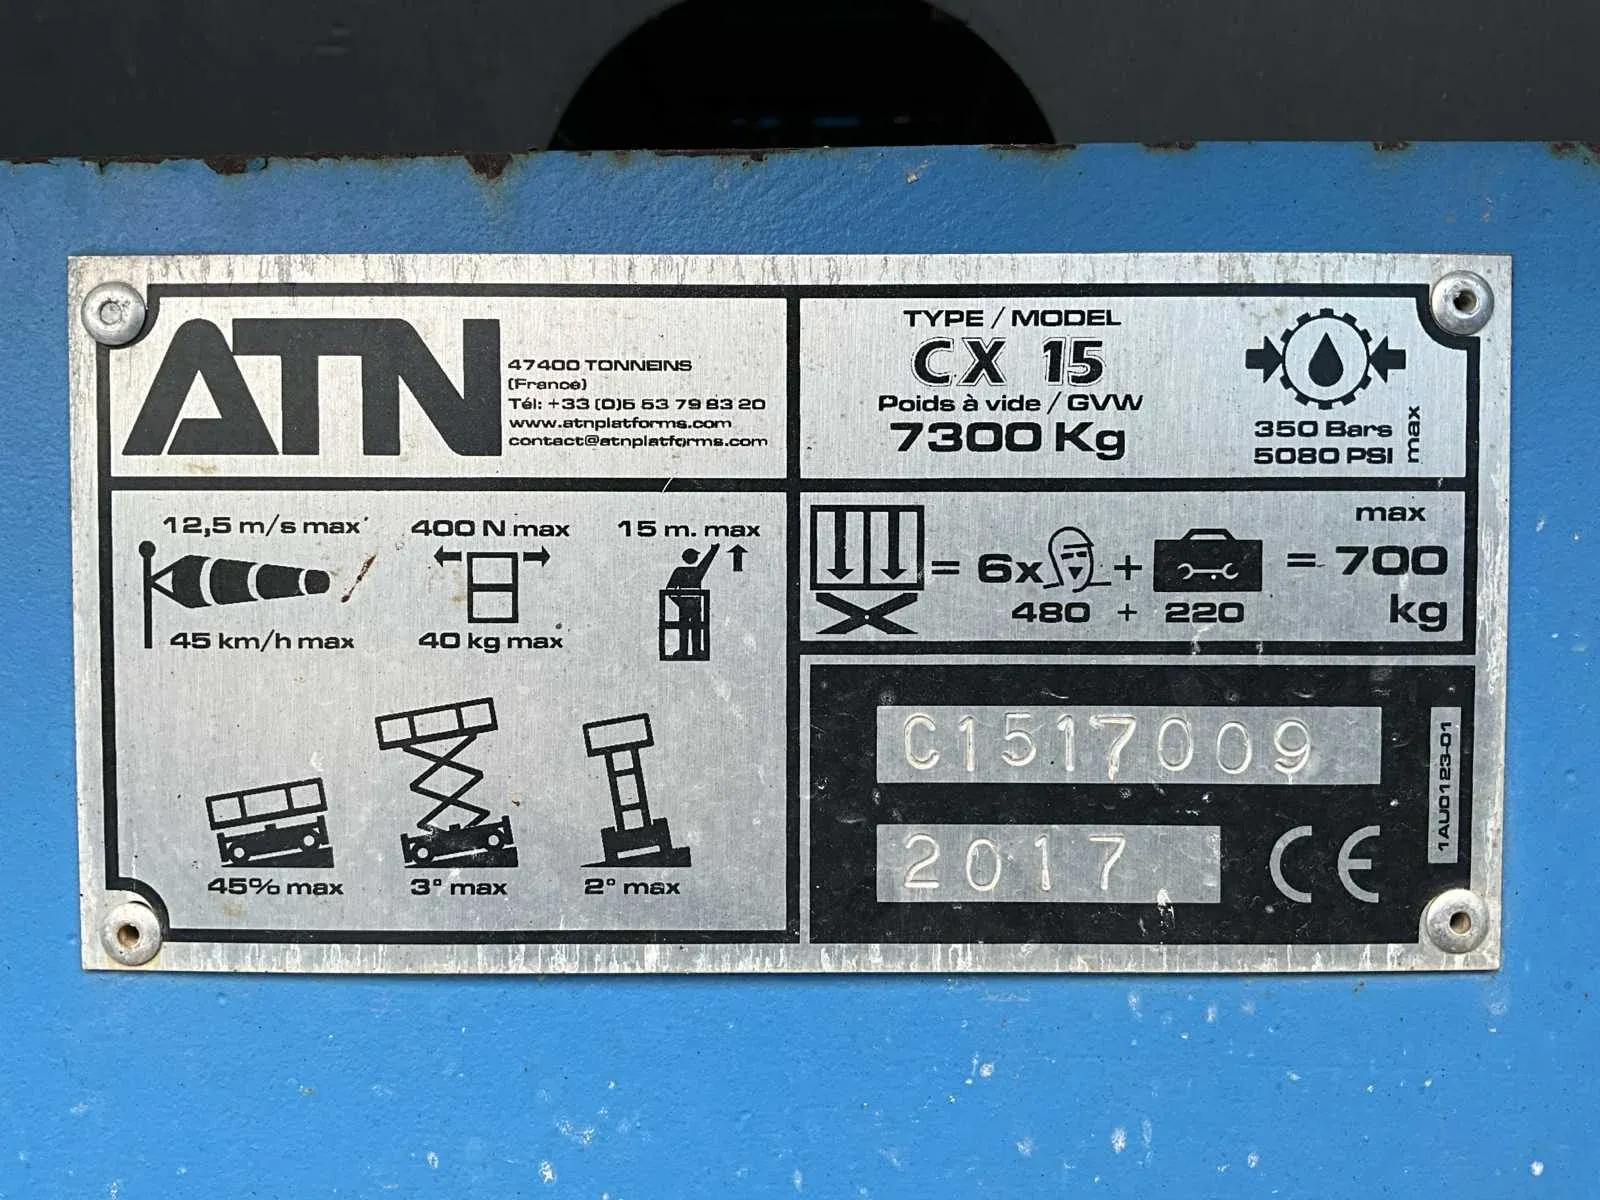 ATN
47400 TONNEINS
(France)
Tél: +33 (0)5 53 79 83 20
www.atnplatforms.com
contact@atnplatforms.com
TYPE / MODEL
CX 15
Poids à vide / GVW
7300 Kg
350 Bars
5080 PSI
max
12,5 m/s max
45 km/h max
400 N max
40 kg max
15 m. max
45% max
3° max
2° max
= 6x + = 700
max
kg
480 + 220
C1517009
2017
CE
1AU0123-01